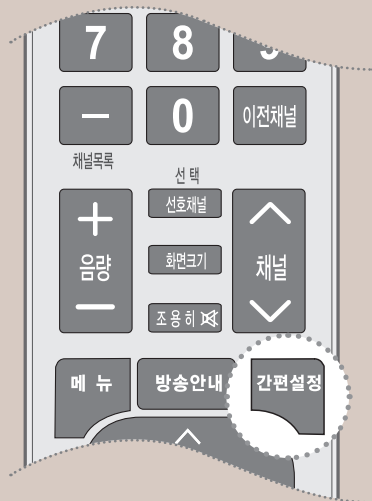 7 8
－ 0 이전채널
채널목록
선 택
선호채널
＋
음량
－
화면크기
채널
조 용 히
메 뉴 방송안내 간편설정